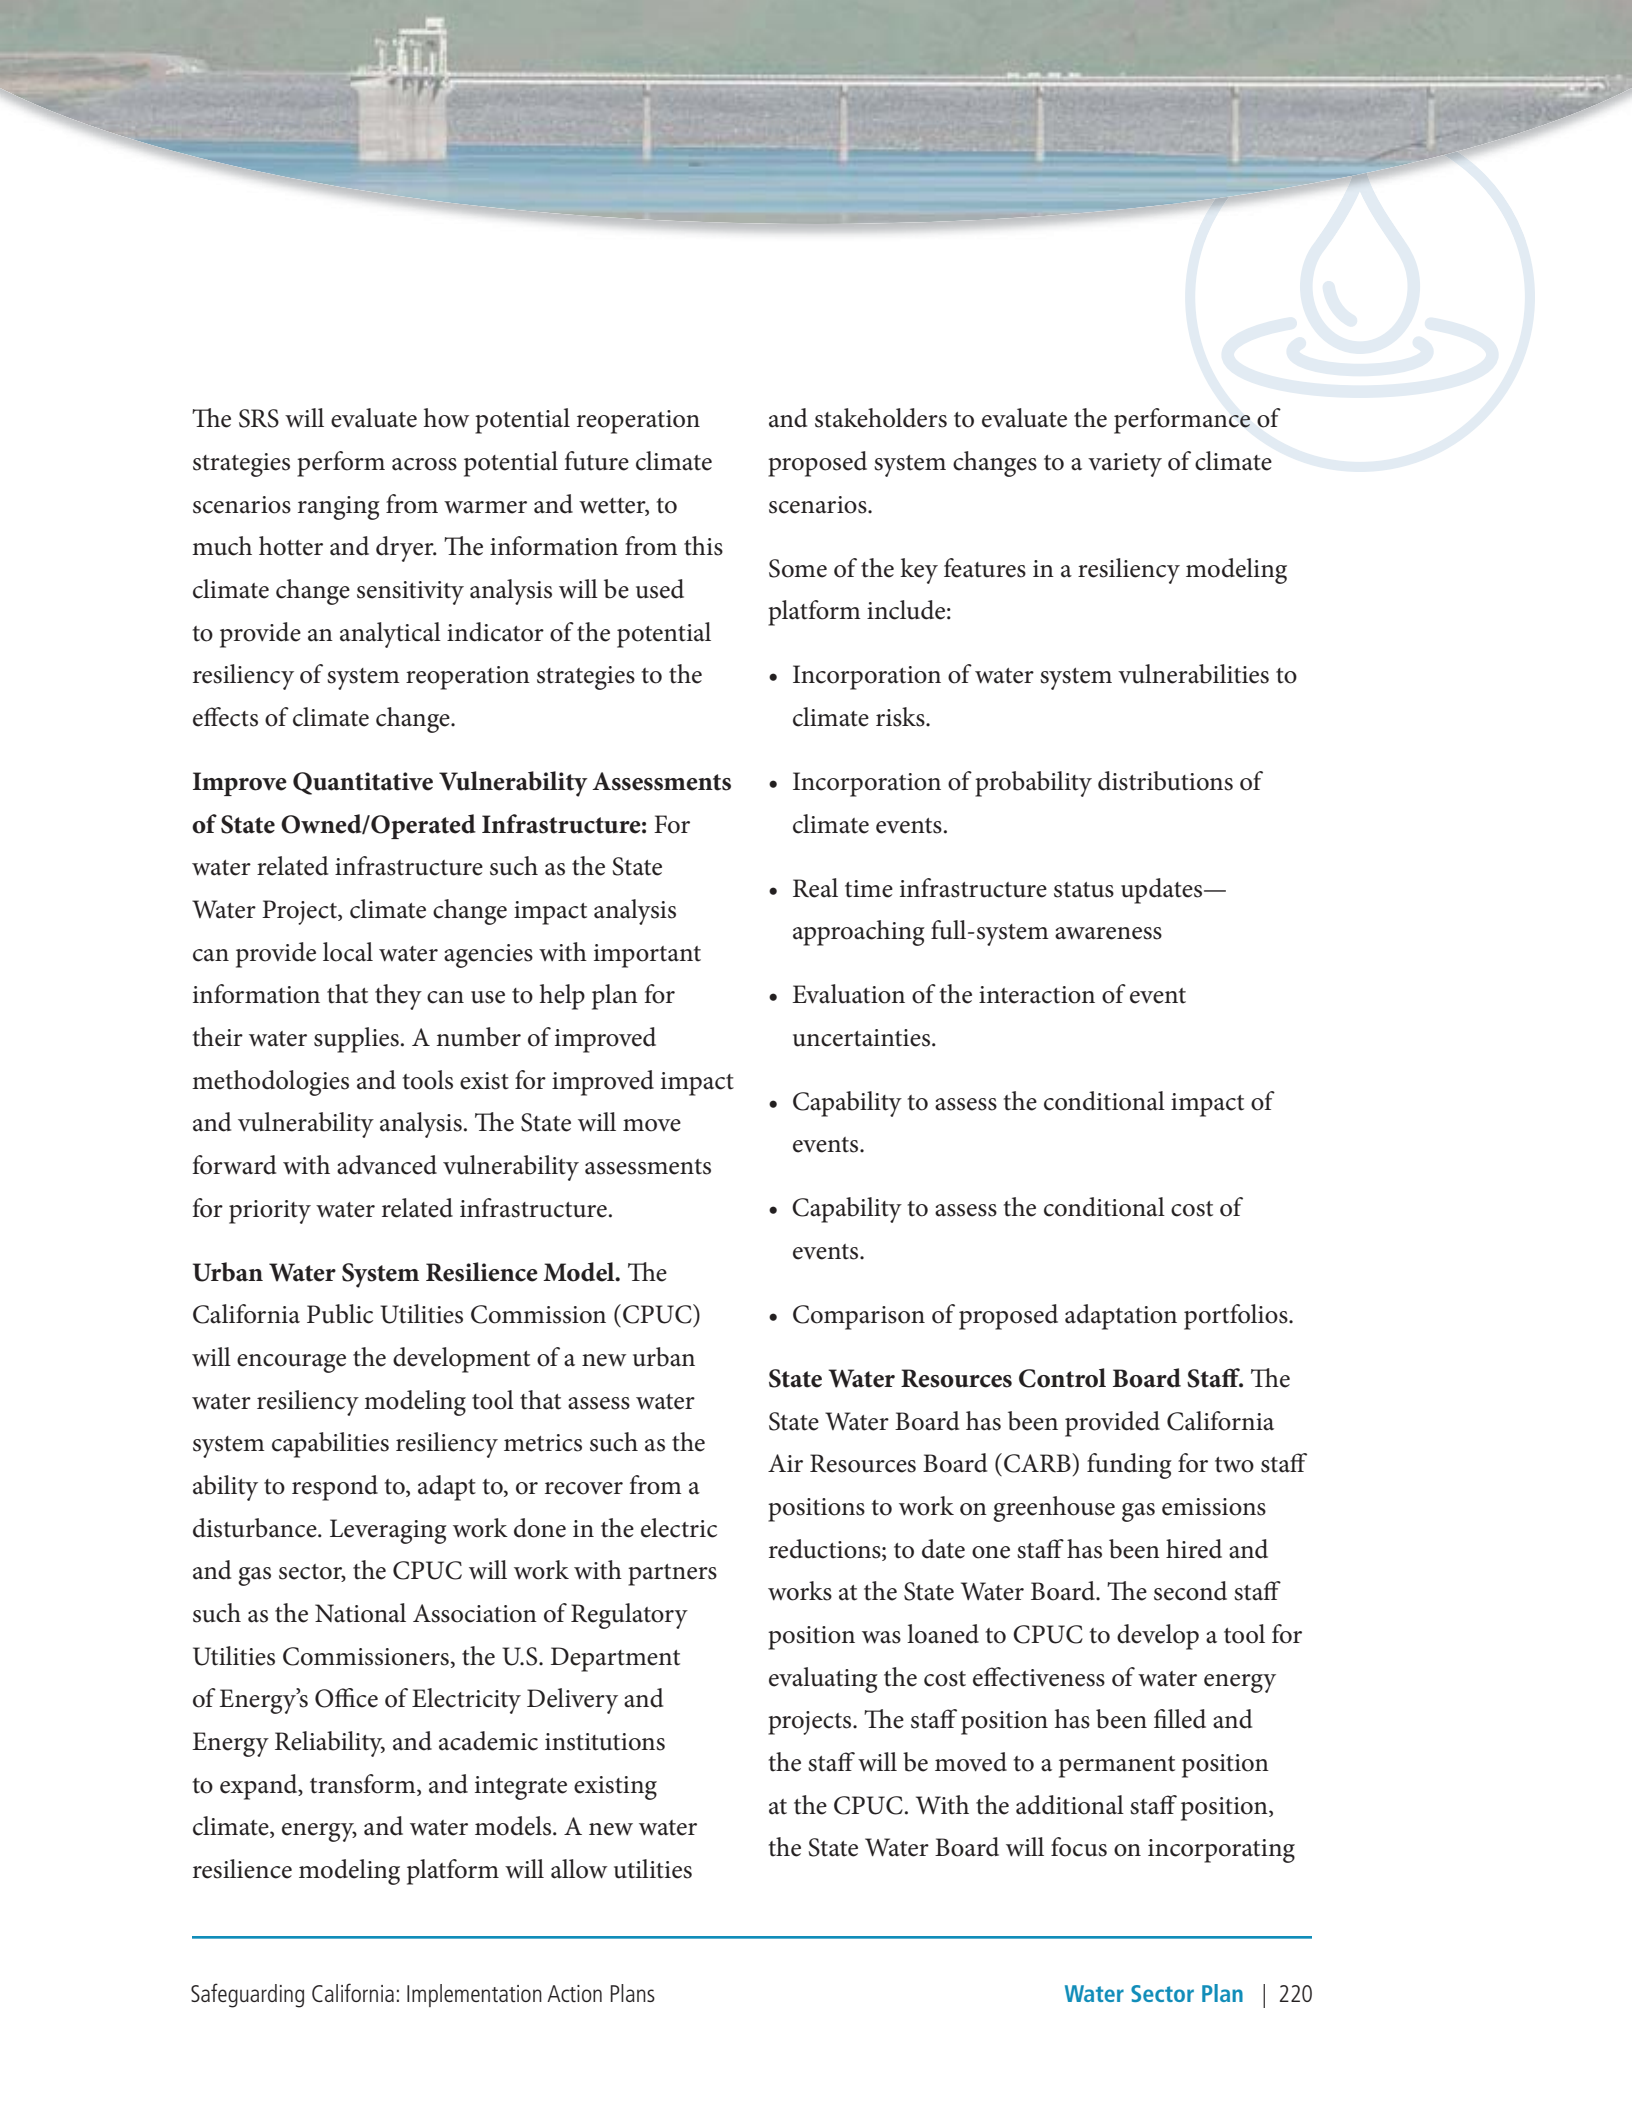 The SRS will evaluate how potential reoperation
strategies perform across potential future climate
scenarios ranging from warmer and wetter, to
much hotter and dryer. The information from this
climate change sensitivity analysis will be used
to provide an analytical indicator of the potential
resiliency of system reoperation strategies to the
effects of climate change.
Improve Quantitative Vulnerability Assessments
of State Owned/Operated Infrastructure: For
water related infrastructure such as the State
Water Project, climate change impact analysis
can provide local water agencies with important
information that they can use to help plan for
their water supplies. A number of improved
methodologies and tools exist for improved impact
and vulnerability analysis. The State will move
forward with advanced vulnerability assessments
for priority water related infrastructure.
Urban Water System Resilience Model. The
California Public Utilities Commission (CPUC)
will encourage the development of a new urban
water resiliency modeling tool that assess water
system capabilities resiliency metrics such as the
ability to respond to, adapt to, or recover from a
disturbance. Leveraging work done in the electric
and gas sector, the CPUC will work with partners
such as the National Association of Regulatory
Utilities Commissioners, the U.S. Department
of Energy's Office of Electricity Delivery and
Energy Reliability, and academic institutions
to expand, transform, and integrate existing
climate, energy, and water models. A new water
resilience modeling platform will allow utilities
and stakeholders to evaluate the performance of
proposed system changes to a variety of climate
scenarios.
Some of the key features in a resiliency modeling
platform include:
• Incorporation of water system vulnerabilities to
climate risks.
• Incorporation of probability distributions of
climate events.
• Real time infrastructure status updates—
approaching full-system awareness
• Evaluation of the interaction of event
uncertainties.
• Capability to assess the conditional impact of
events.
• Capability to assess the conditional cost of
events.
• Comparison of proposed adaptation portfolios.
State Water Resources Control Board Staff. The
State Water Board has been provided California
Air Resources Board (CARB) funding for two staff
positions to work on greenhouse gas emissions
reductions; to date one staff has been hired and
works at the State Water Board. The second staff
position was loaned to CPUC to develop a tool for
evaluating the cost effectiveness of water energy
projects. The staff position has been filled and
the staff will be moved to a permanent position
at the CPUC. With the additional staff position,
the State Water Board will focus on incorporating
Safeguarding California: Implementation Action Plans
Water Sector Plan | 220